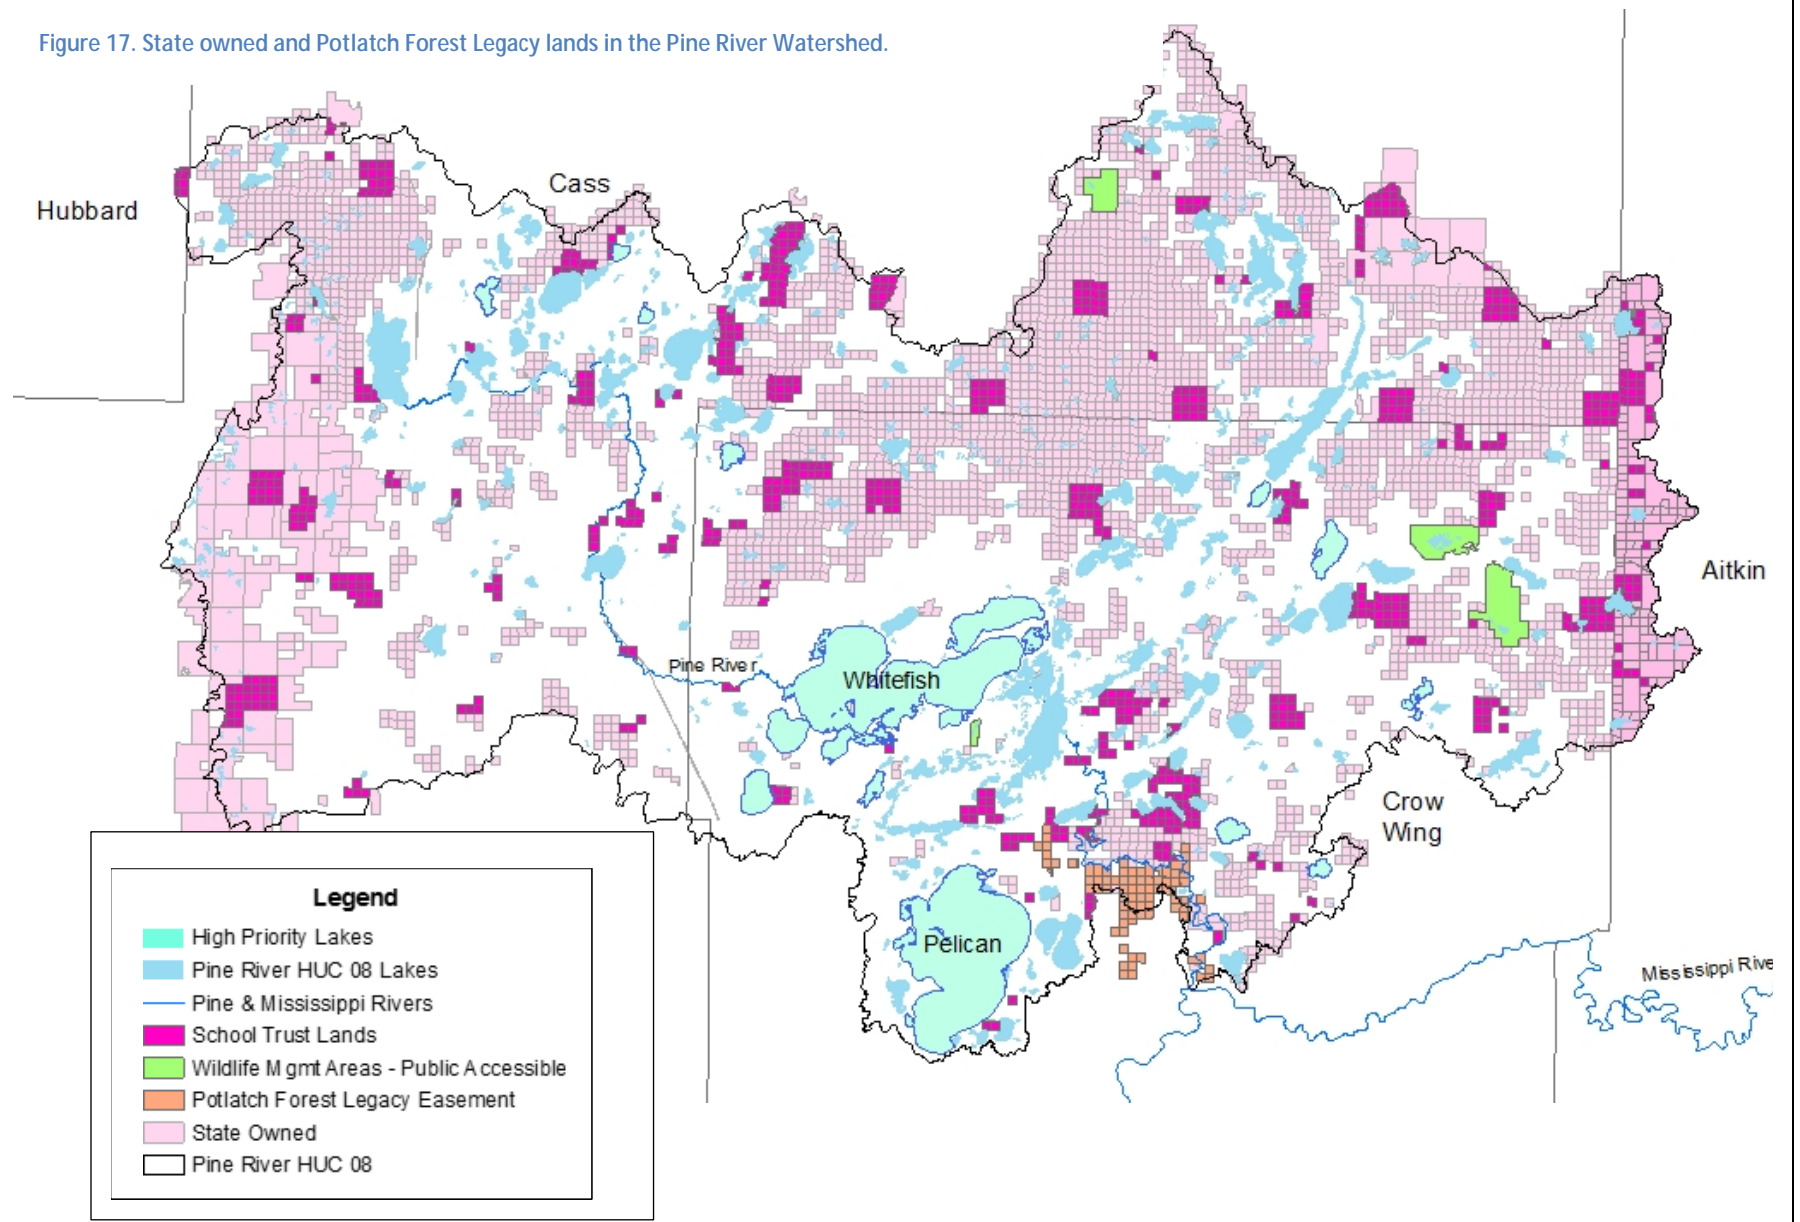 Figure 17. State owned and Potlatch Forest Legacy lands in the Pine River Watershed.
Cass
Hubbard
Aitkin
Pine River
Whitefish
Crow
Wing
Pelican
Mississippi Rive
Legend
High Priority Lakes
Pine River HUC 08 Lakes
Pine & Mississippi Rivers
School Trust Lands
Wildlife Mgmt Areas - Public Accessible
Potlatch Forest Legacy Easement
State Owned
Pine River HUC 08